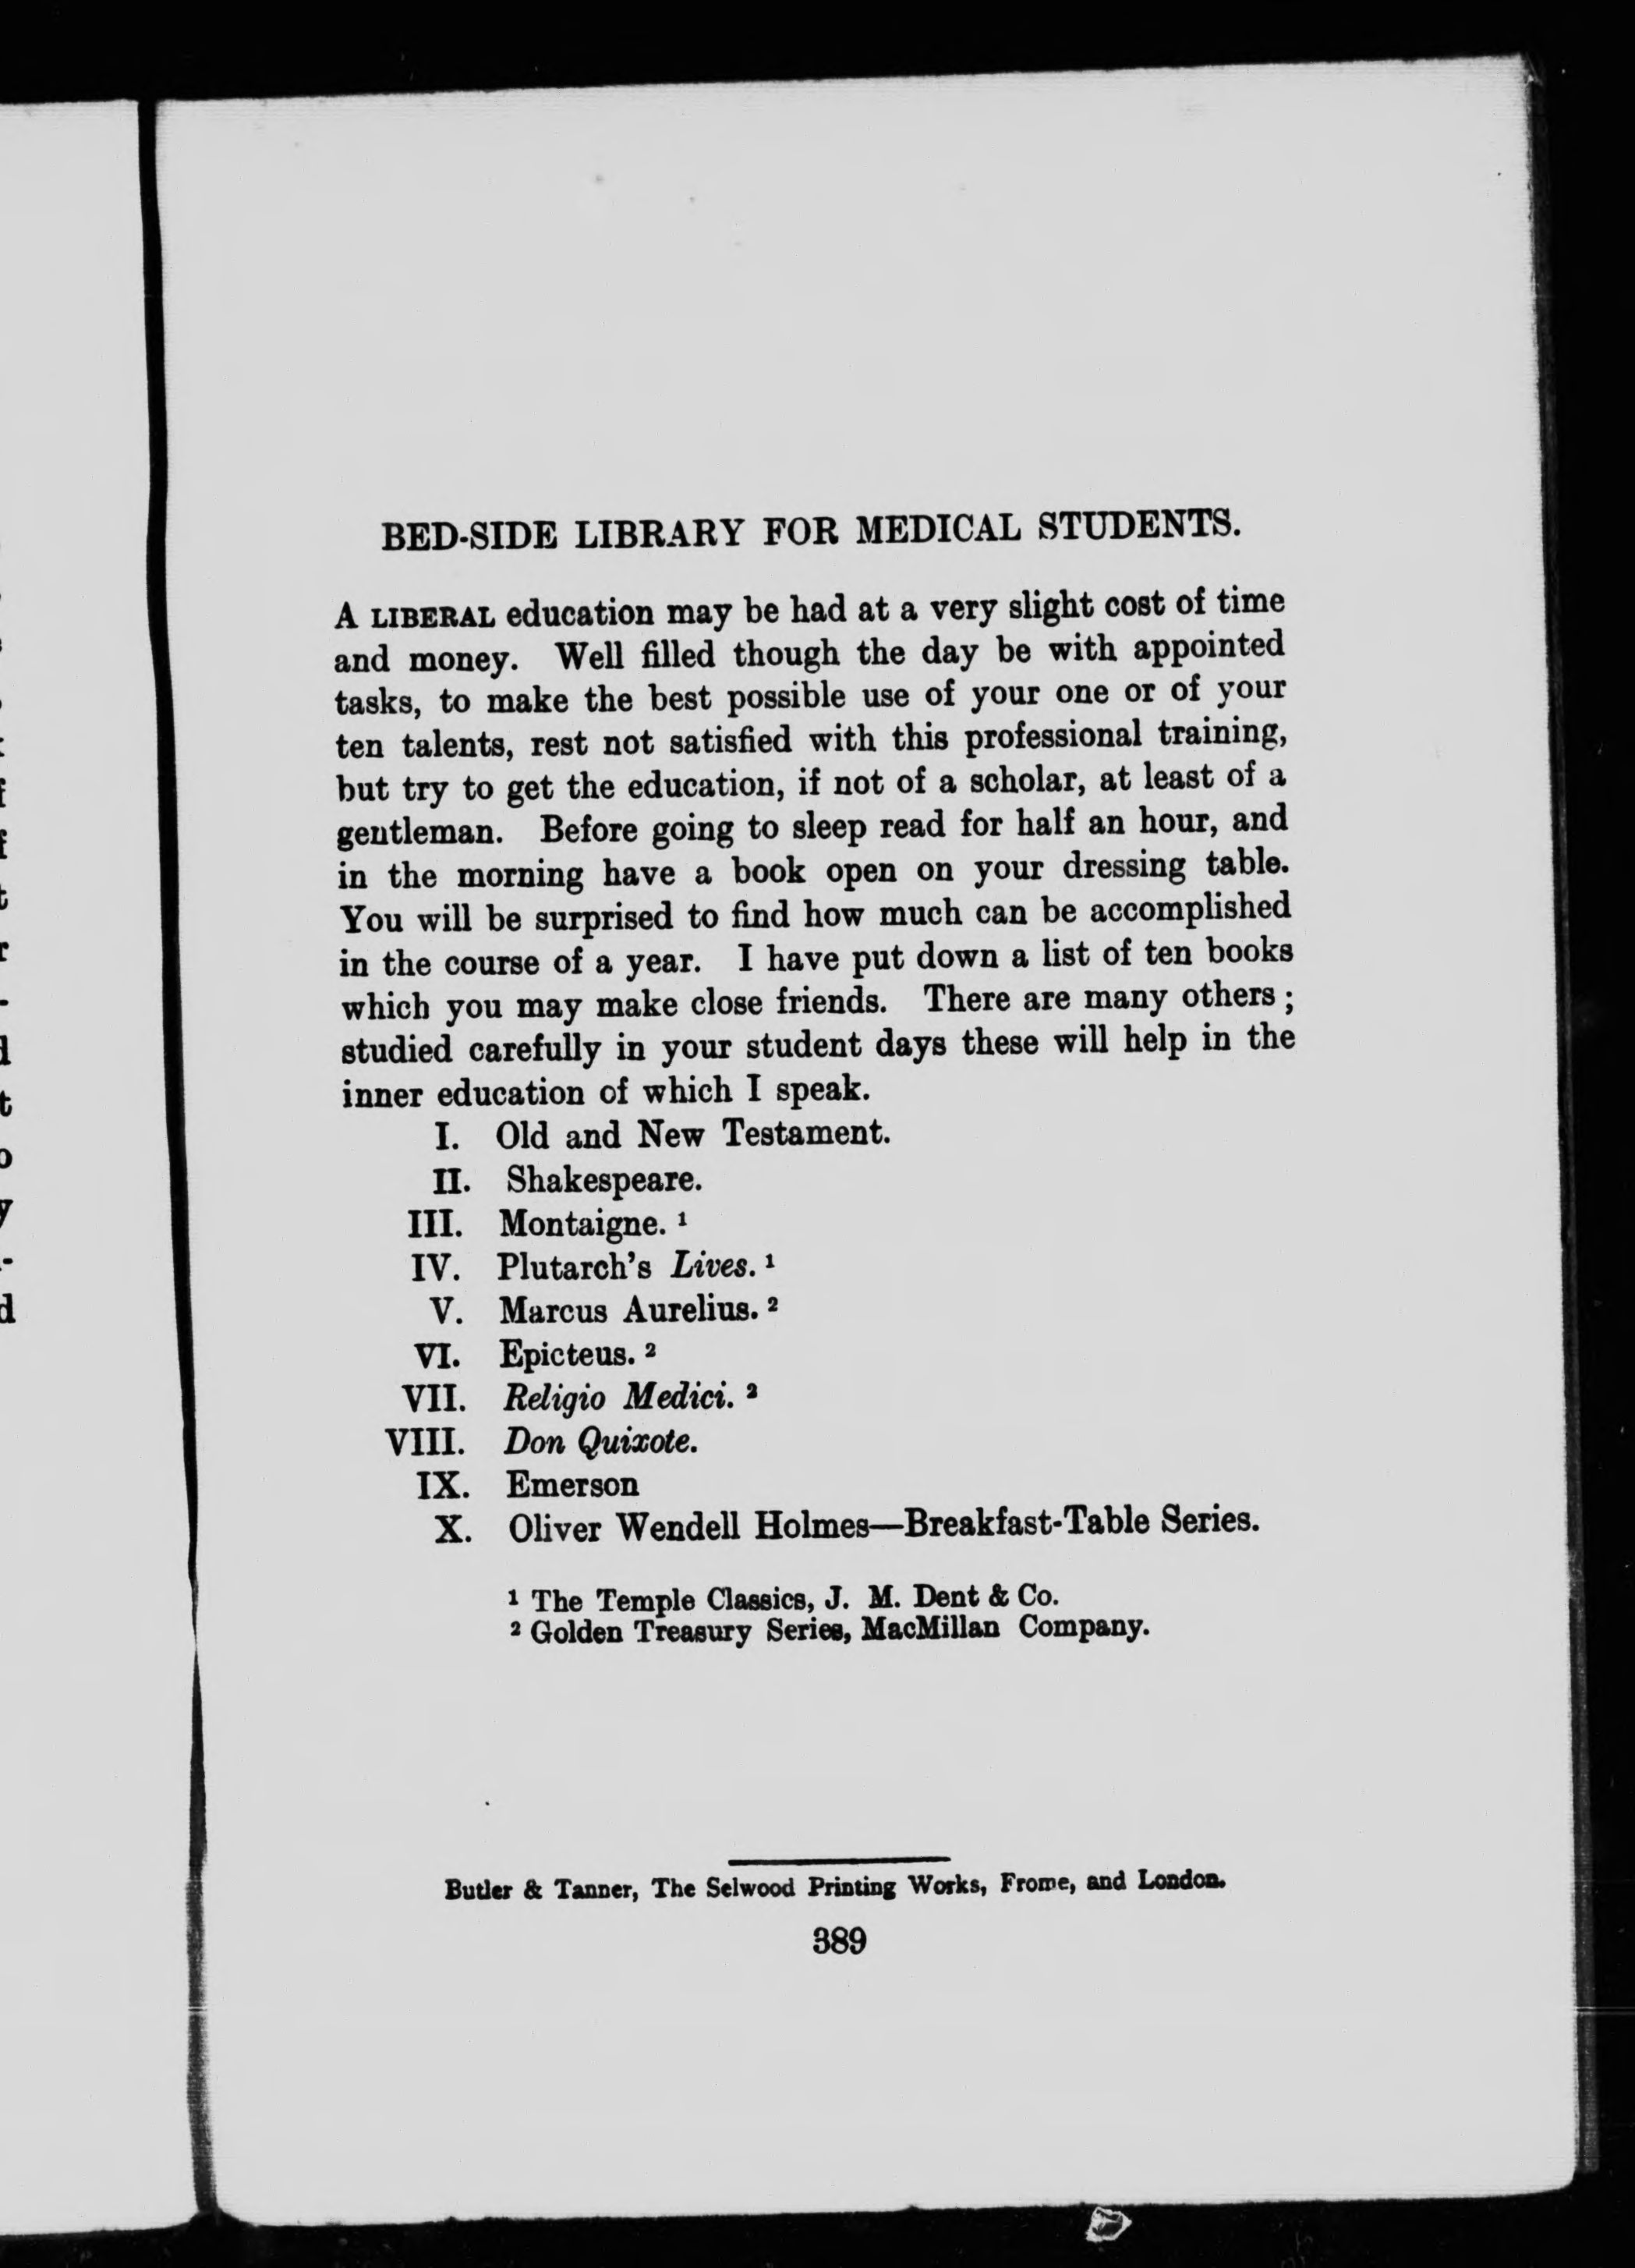 BED-SIDE LIBRARY FOR MEDICAL STUDENTS.
A LIBERAL education may be had at a very slight cost of time
and money. Well filled though the day be with appointed
tasks, to make the best possible use of your one or of your
ten talents, rest not satisfied with this professional training,
but try to get the education, if not of a scholar, at least of a
gentleman. Before going to sleep read for half an hour, and
in the morning have a book open on your dressing table.
You will be surprised to find how much can be accomplished
in the course of a year. I have put down a list of ten books
which you may make close friends. There are many others ;
studied carefully in your student days these will help in the
inner education of which I speak.
I. Old and New Testament.
II. Shakespeare.
III. Montaigne. ¹
IV. Plutarch's Lives. ¹
V. Marcus Aurelius. ²
VI. Epicteus. ²
VII. Religio Medici. ²
VIII. Don Quixote.
IX. Emerson
X. Oliver Wendell Holmes—Breakfast-Table Series.
¹ The Temple Classics, J. M. Dent & Co.
² Golden Treasury Series, MacMillan Company.
Butler & Tanner, The Selwood Printing Works, Frome, and London.
389